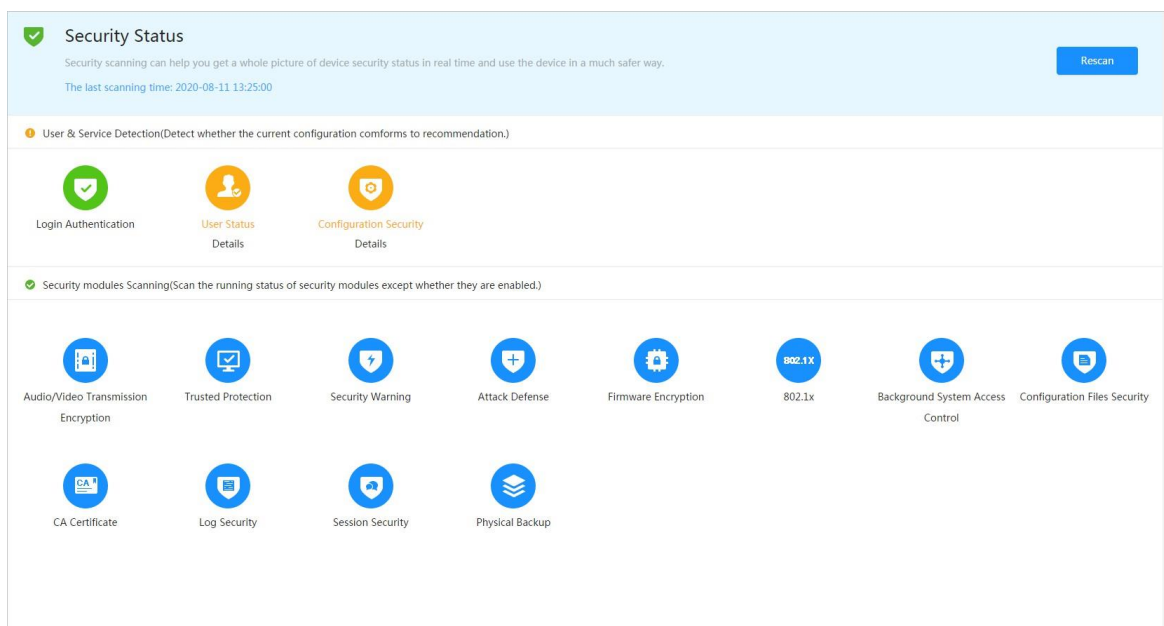 Security Status
Security scanning can help you get a whole picture of device security status in real time and use the device in a much safer way.
Rescan
The last scanning time: 2020-08-11 13:25:00
User & Service Detection(Detect whether the current configuration comforms to recommendation.)
Login Authentication
User Status
Configuration Security
Details
Details
Security modules Scanning(Scan the running status of security modules except whether they are enabled.)
802.1X
Audio/Video Transmission
Encryption
Trusted Protection
Security Warning
Attack Defense
Firmware Encryption
802.1x
Background System Access
Control
Configuration Files Security
CA
CA Certificate
Log Security
Session Security
Physical Backup